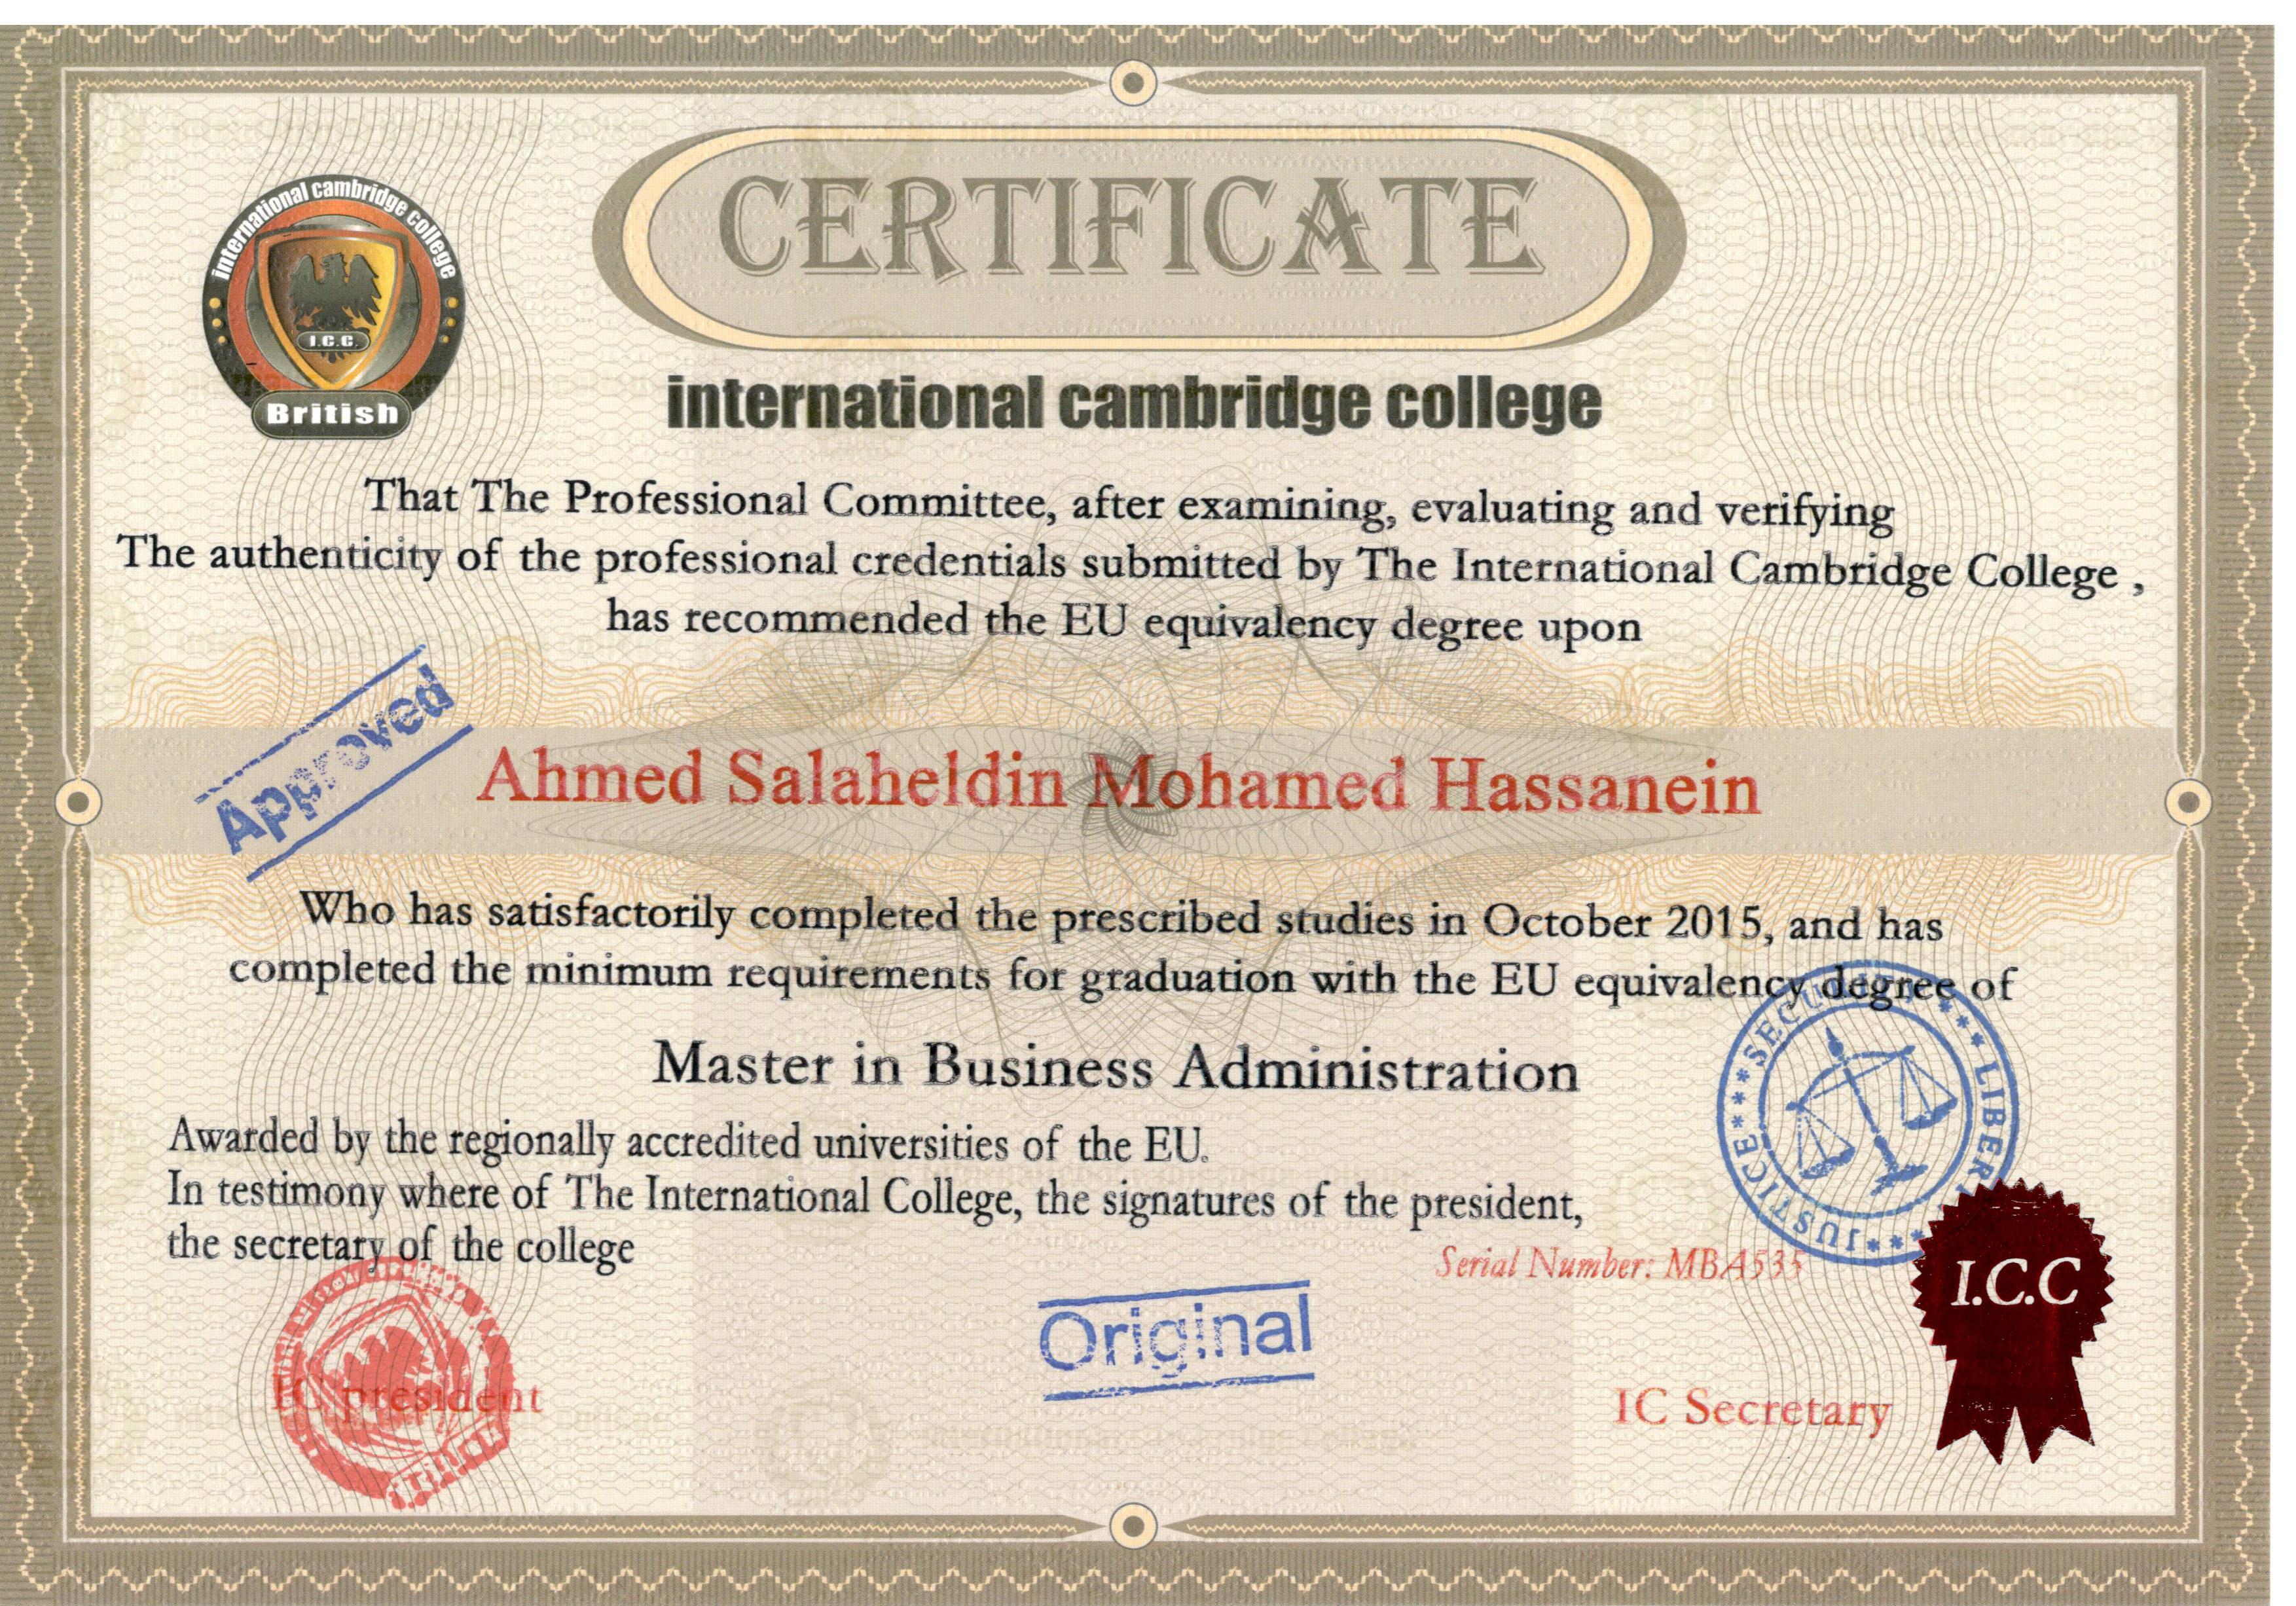 CERTIFICATE
international cambridge college
I.C.C.
British
international cambridge college
That The Professional Committee, after examining, evaluating and verifying
The authenticity of the professional credentials submitted by The International Cambridge College ,
has recommended the EU equivalency degree upon
Approved
Ahmed Salaheldin Mohamed Hassanein
Who has satisfactorily completed the prescribed studies in October 2015, and has
completed the minimum requirements for graduation with the EU equivalency degree of
Master in Business Administration
Awarded by the regionally accredited universities of the EU.
In testimony where of The International College, the signatures of the president,
the secretary of the college
JUSTICE****SECURITY****
Serial Number: MBA535
I.C.C
Original
IC president
IC Secretary